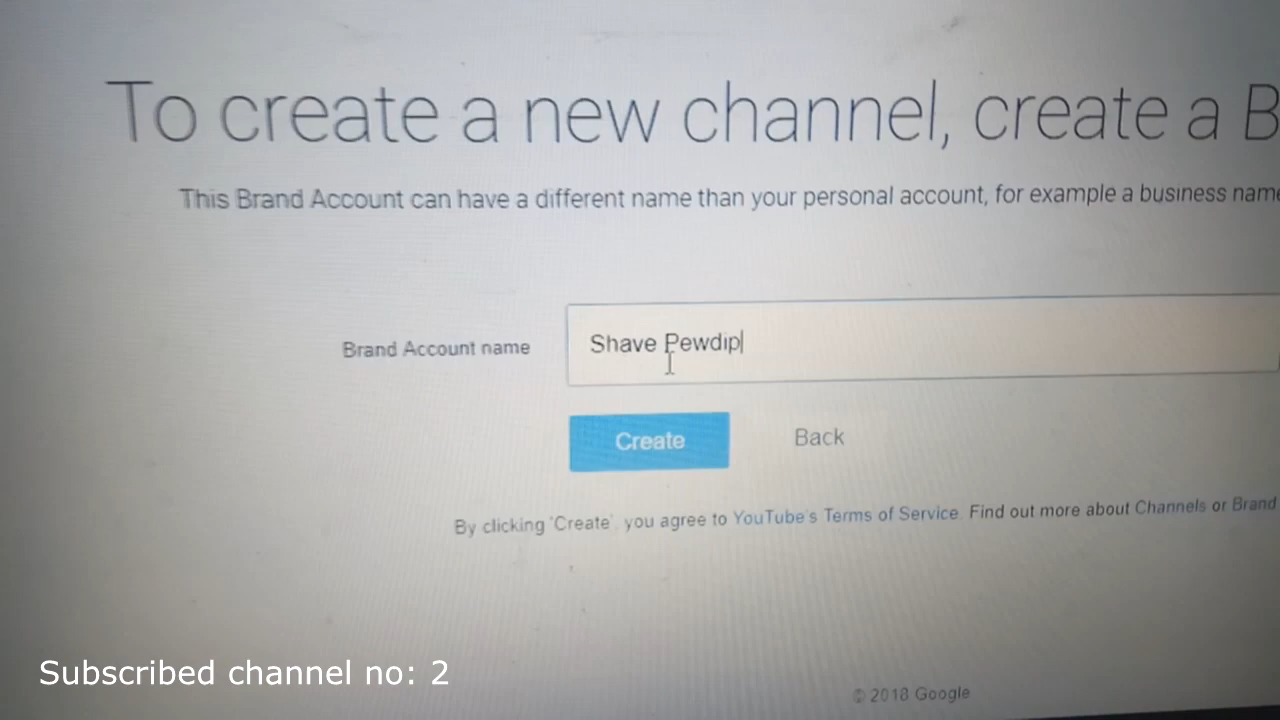 To create a new channel, create a B
This Brand Account can have a different name than your personal account, for example a business name
Brand Account name
Shave Pewdip
Create
Back
By clicking 'Create', you agree to YouTube's Terms of Service. Find out more about Channels or Brand
Subscribed channel no: 2
© 2018 Google